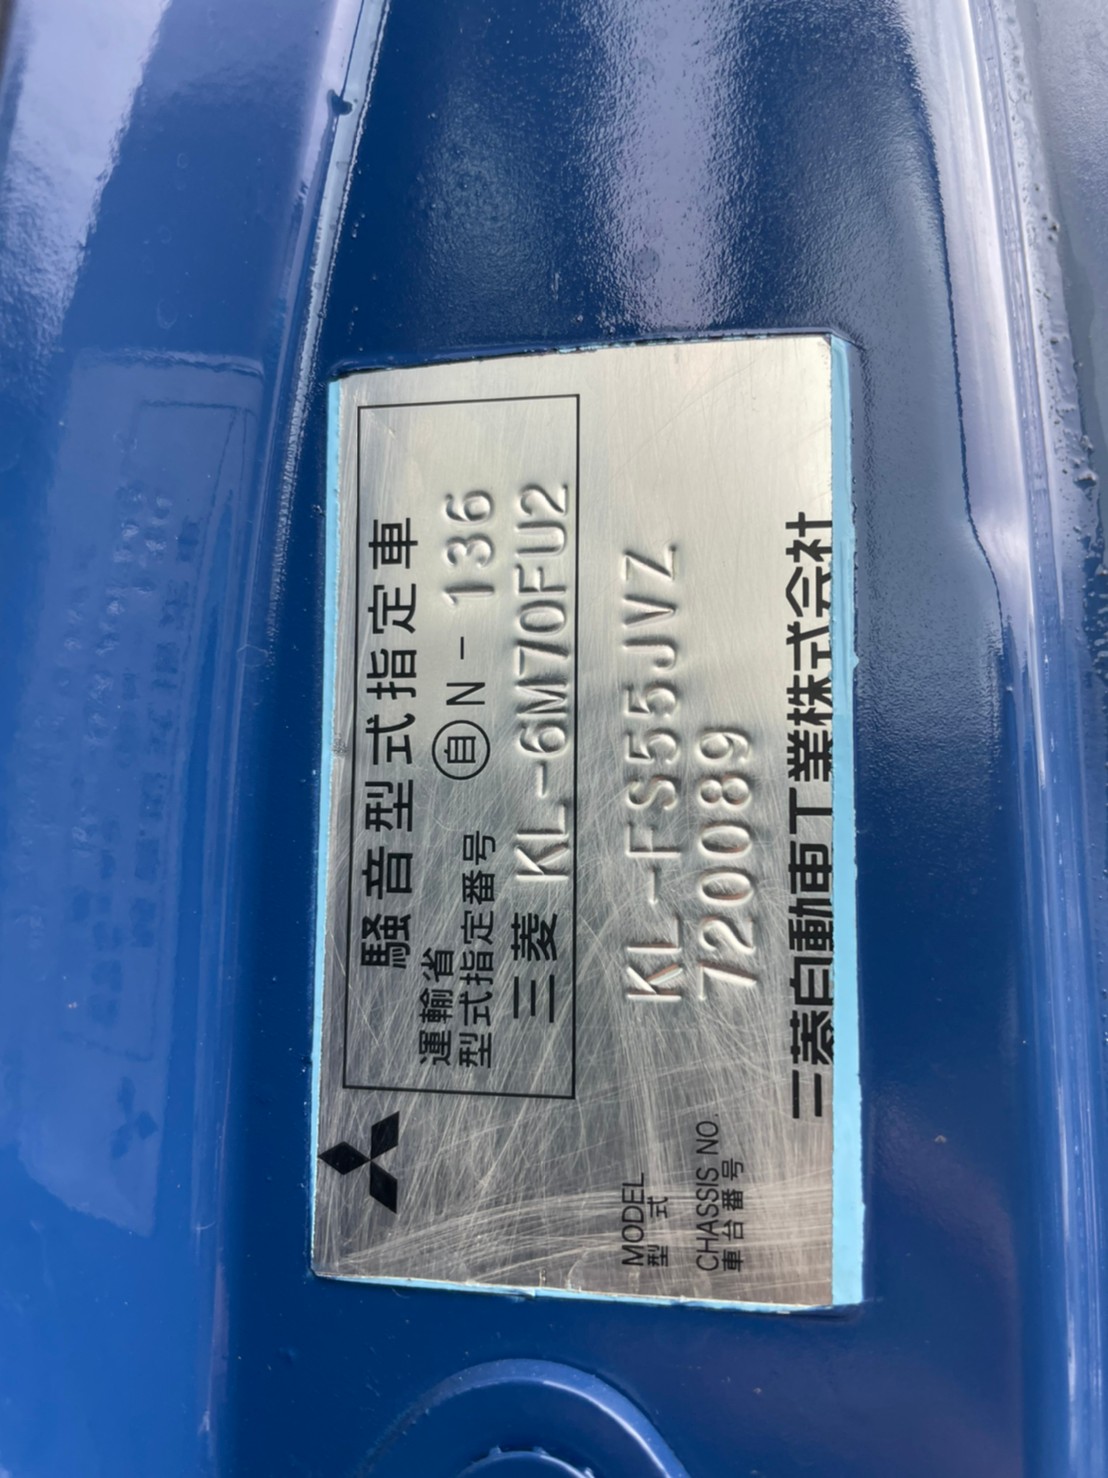 騒音型式指定車
運輸省
型式指定番号 自 N - 136
三菱 KL-6M70FU2
MODEL
型式 KL-FS55JVZ
CHASSIS NO.
車台番号 720089
三菱自動車工業株式会社